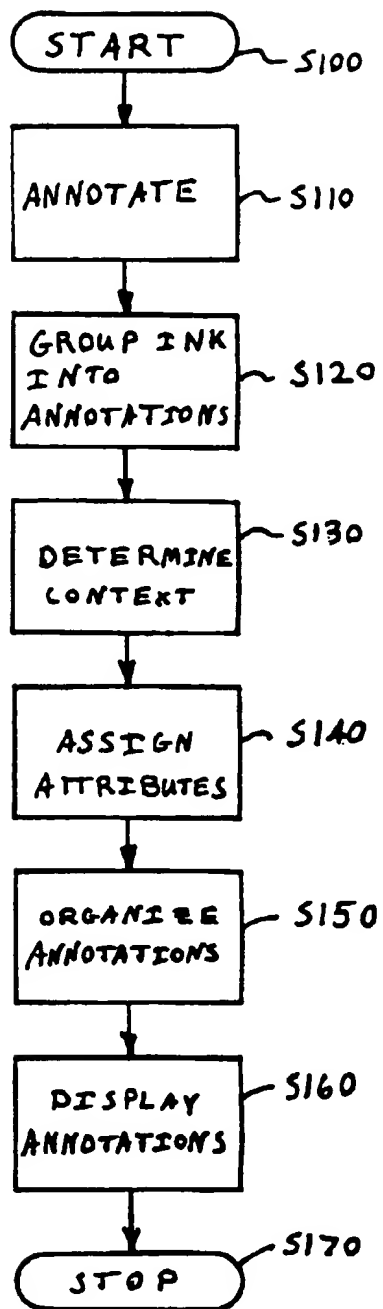 START
S100
ANNOTATE
S110
GROUP INK
INTO
ANNOTATIONS
S120
S130
DETERMINE
CONTEXT
ASSIGN
ATTRIBUTES
S140
ORGANIZE
ANNOTATIONS
S150
DISPLAY
ANNOTATIONS
S160
S170
STOP